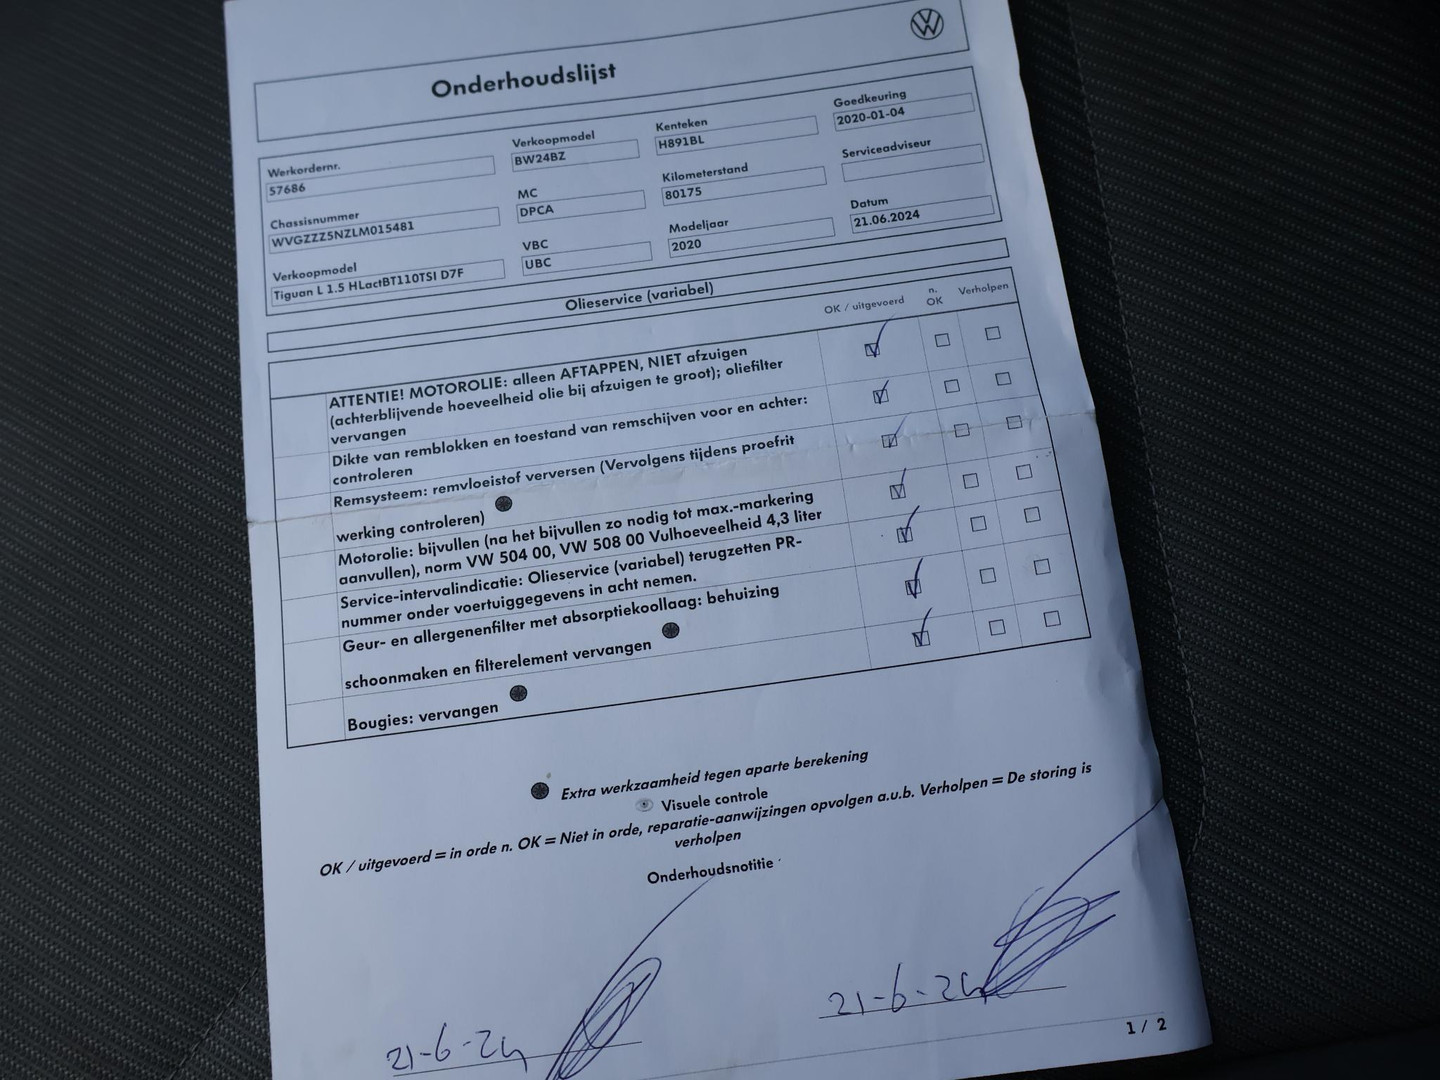 Onderhoudslijst
Werkordernr.
57686
Verkoopmodel
BW24BZ
Kenteken
H891BL
Goedkeuring
2020-01-04
Chassisnummer
WVGZZZ5NZLM015481
MC
DPCA
Kilometerstand
80175
Serviceadviseur
Verkoopmodel
Tiguan L 1.5 HLactBT110TSI D7F
VBC
UBC
Modeljaar
2020
Datum
21.06.2024
Olieservice (variabel)
OK / uitgevoerd
n.
OK
Verholpen
ATTENTIE! MOTOROLIE: alleen AFTAPPEN, NIET afzuigen
(achterblijvende hoeveelheid olie bij afzuigen te groot); oliefilter
vervangen
Dikte van remblokken en toestand van remschijven voor en achter:
controleren
Remsysteem: remvloeistof verversen (Vervolgens tijdens proefrit
werking controleren)
Motorolie: bijvullen (na het bijvullen zo nodig tot max.-markering
aanvullen), norm VW 504 00, VW 508 00 Vulhoeveelheid 4,3 liter
Service-intervalindicatie: Olieservice (variabel) terugzetten PR-
nummer onder voertuiggegevens in acht nemen.
Geur- en allergenenfilter met absorptiekoollaag: behuizing
schoonmaken en filterelement vervangen
Bougies: vervangen
Extra werkzaamheid tegen aparte berekening
Visuele controle
OK / uitgevoerd = in orde n. OK = Niet in orde, reparatie-aanwijzingen opvolgen a.u.b. Verholpen = De storing is
verholpen
Onderhoudsnotitie
21-6-24
21-6-24
1 / 2